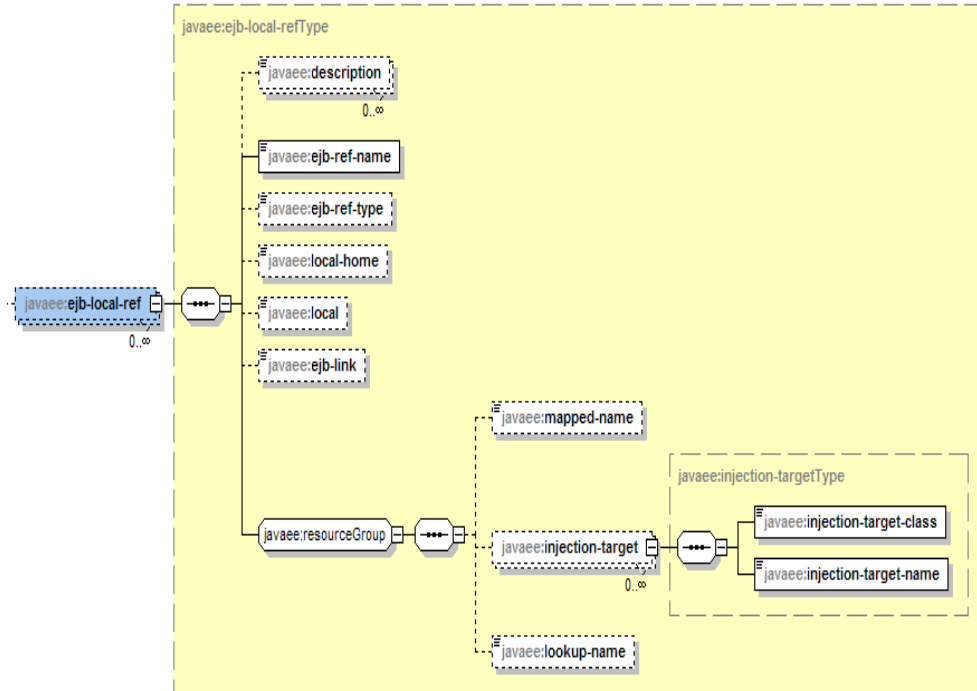 javaee:ejb-local-refType
javaee:description
0..∞
javaee:ejb-ref-name
javaee:ejb-ref-type
javaee:local-home
javaee:ejb-local-ref
0..∞
javaee:local
javaee:ejb-link
javaee:mapped-name
javaee:injection-targetType
javaee:injection-target-class
javaee:resourceGroup
javaee:injection-target
0..∞
javaee:injection-target-name
javaee:lookup-name